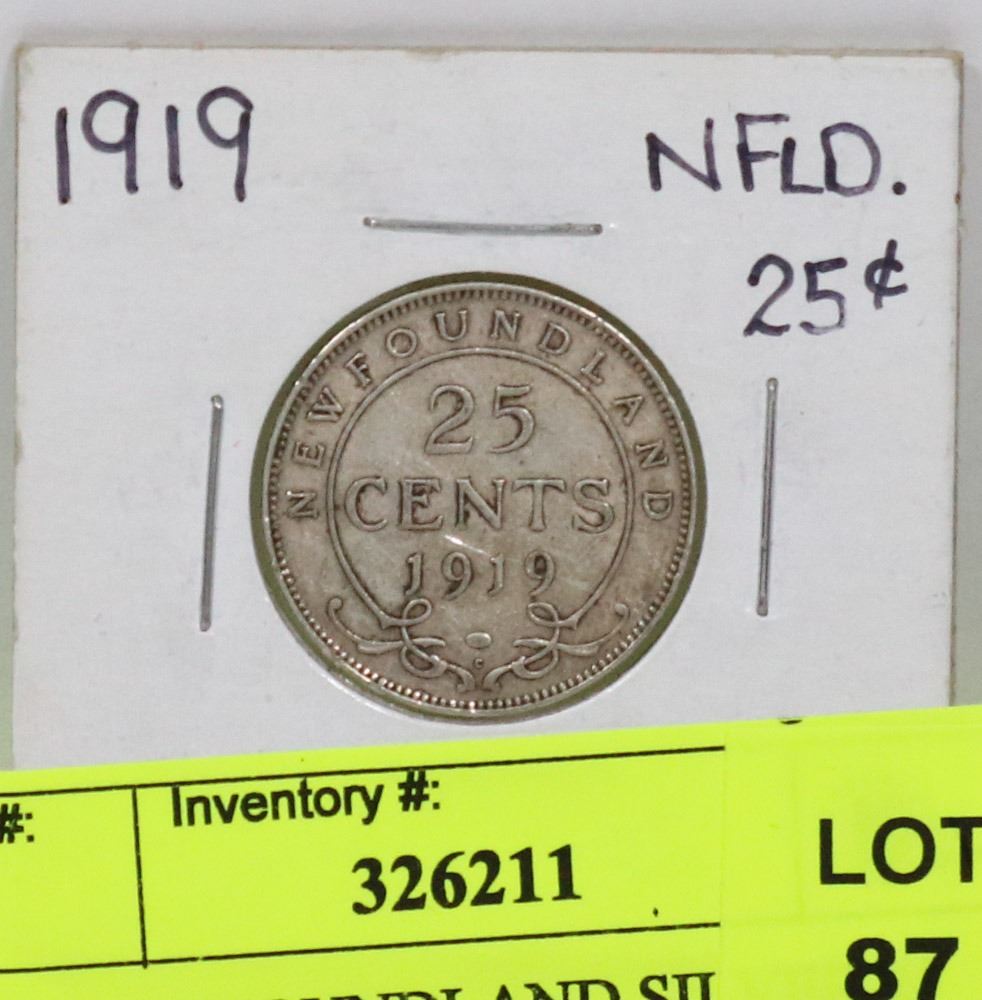 1919
NFLD.
25¢
NEWFOUNDLAND
25
CENTS
1919
C
#:
Inventory #:
326211
LOT
87